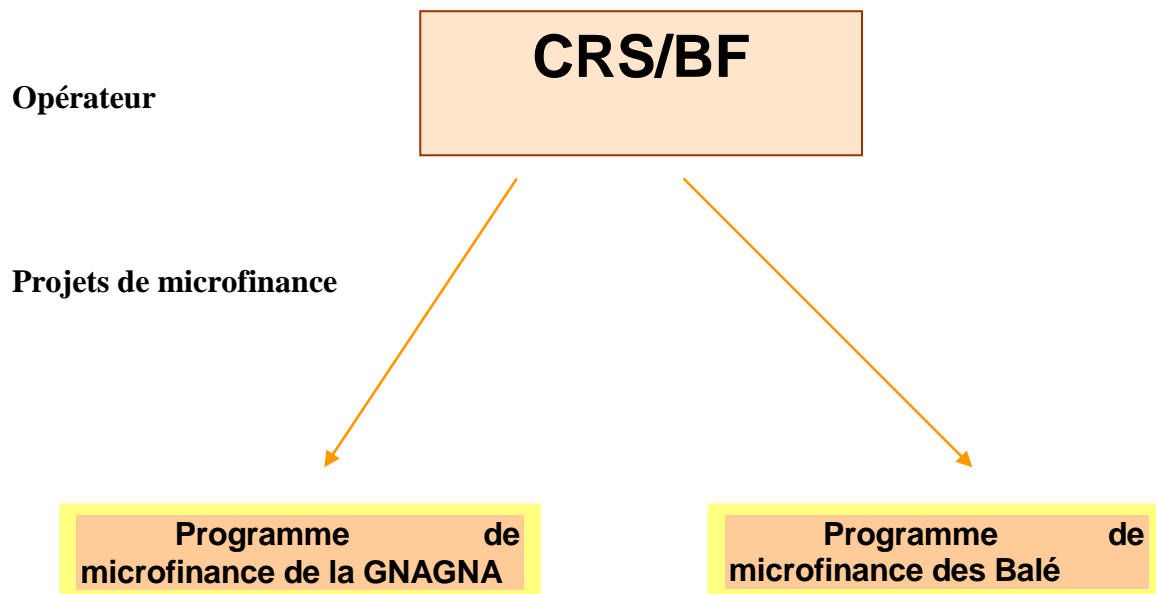 CRS/BF
Opérateur
Projets de microfinance
Programme de
microfinance de la GNAGNA
Programme de
microfinance des Balé